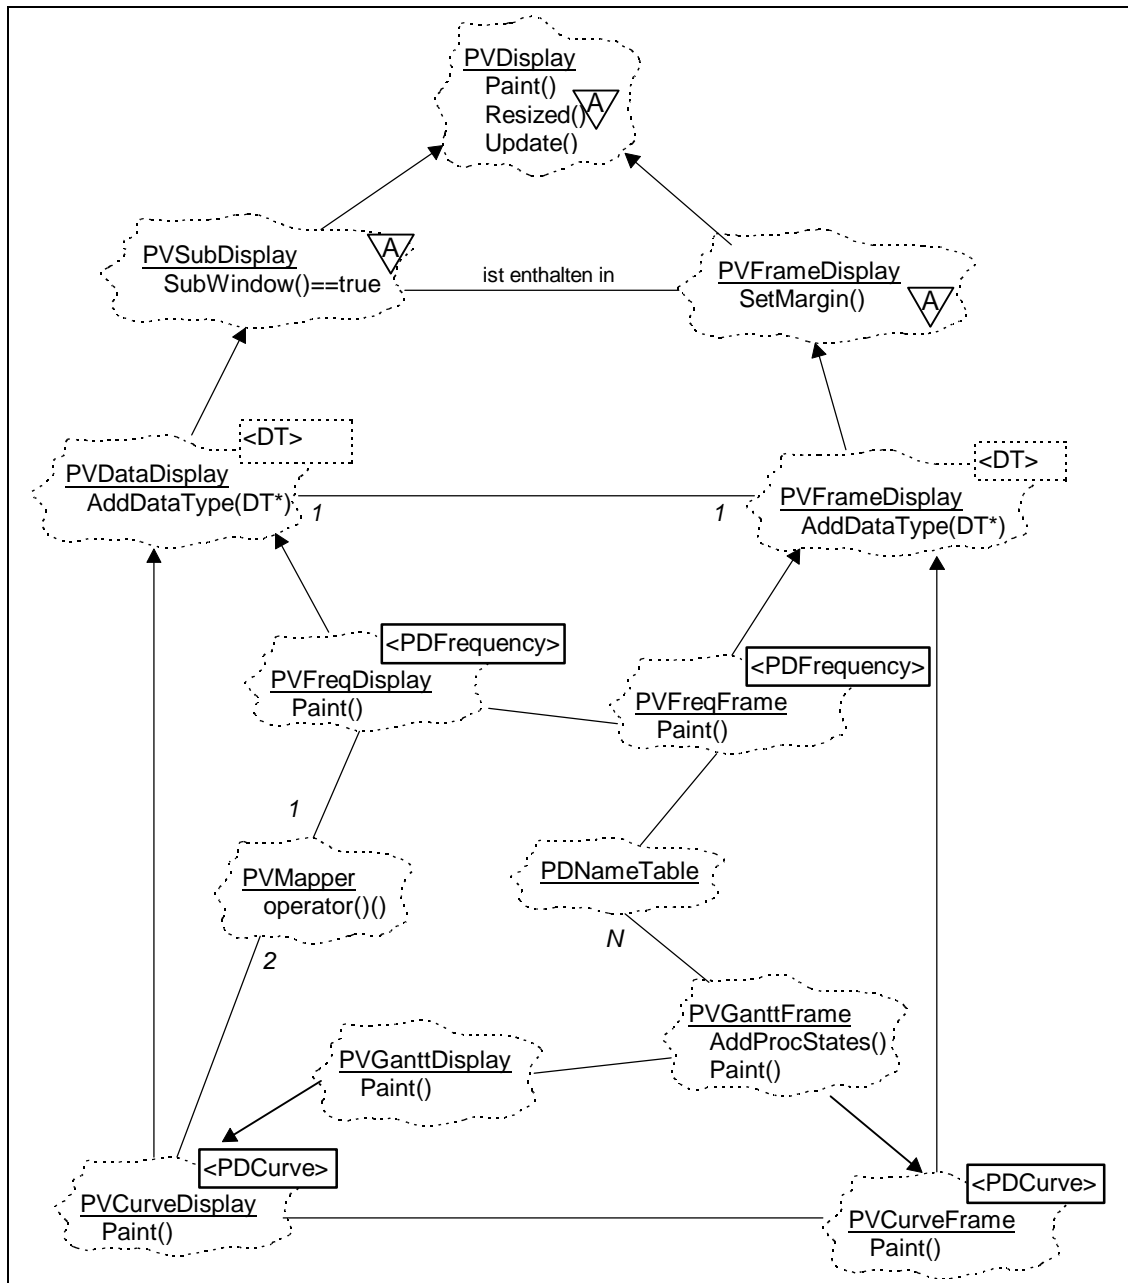 PVDisplay
Paint()
Resized()
A
Update()
PVSubDisplay
A
SubWindow()==true
ist enthalten in
PVFrameDisplay
SetMargin()
A
<DT>
PVDataDisplay
AddDataType(DT*)
1
1
<DT>
PVFrameDisplay
AddDataType(DT*)
<PDFrequency>
PVFreqDisplay
Paint()
<PDFrequency>
PVFreqFrame
Paint()
1
PVMapper
operator()()
2
PDNameTable
N
PVGanttFrame
AddProcStates()
Paint()
PVGanttDisplay
Paint()
<PDCurve>
PVCurveDisplay
Paint()
<PDCurve>
PVCurveFrame
Paint()